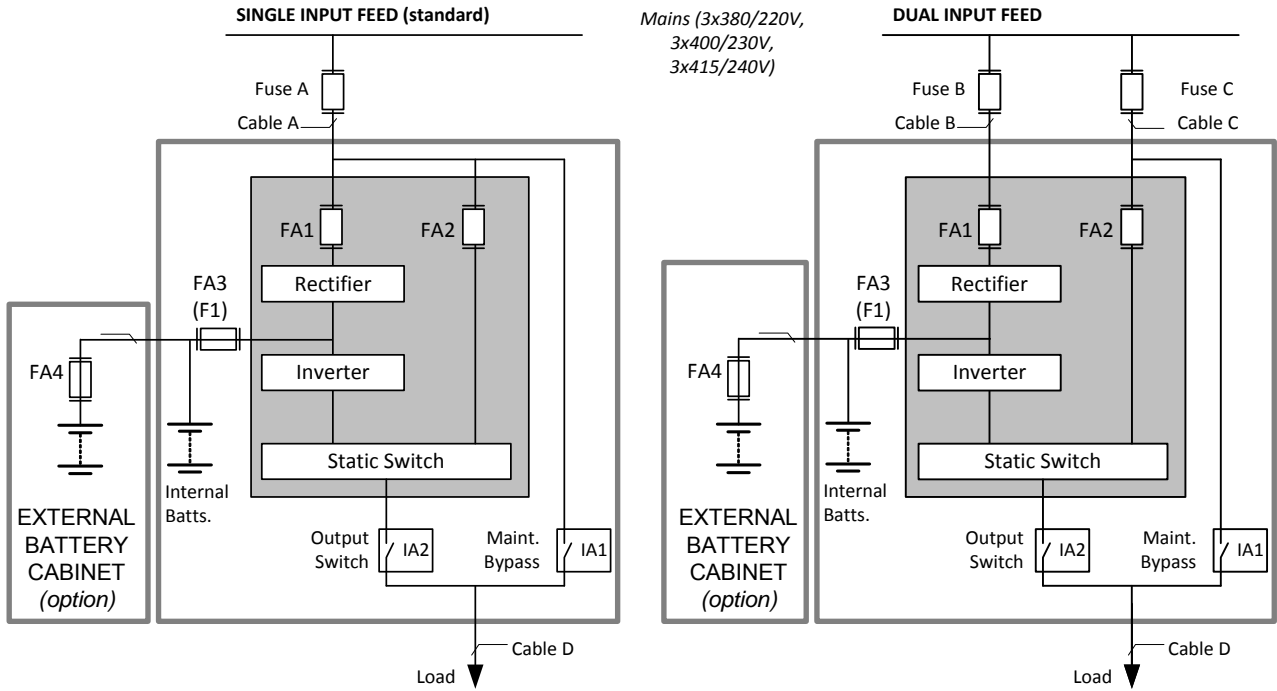 SINGLE INPUT FEED (standard)
Mains (3x380/220V,
3x400/230V,
3x415/240V)
DUAL INPUT FEED
Fuse A
Cable A
FA1
FA2
Rectifier
FA3
(F1)
FA4
Inverter
Static Switch
Internal
Batts.
EXTERNAL
BATTERY
CABINET
(option)
Output
Switch
IA2
Maint.
Bypass
IA1
Cable D
Load
Fuse B
Fuse C
Cable B
Cable C
FA1
FA2
Rectifier
FA3
(F1)
FA4
Inverter
Static Switch
Internal
Batts.
EXTERNAL
BATTERY
CABINET
(option)
Output
Switch
IA2
Maint.
Bypass
IA1
Cable D
Load